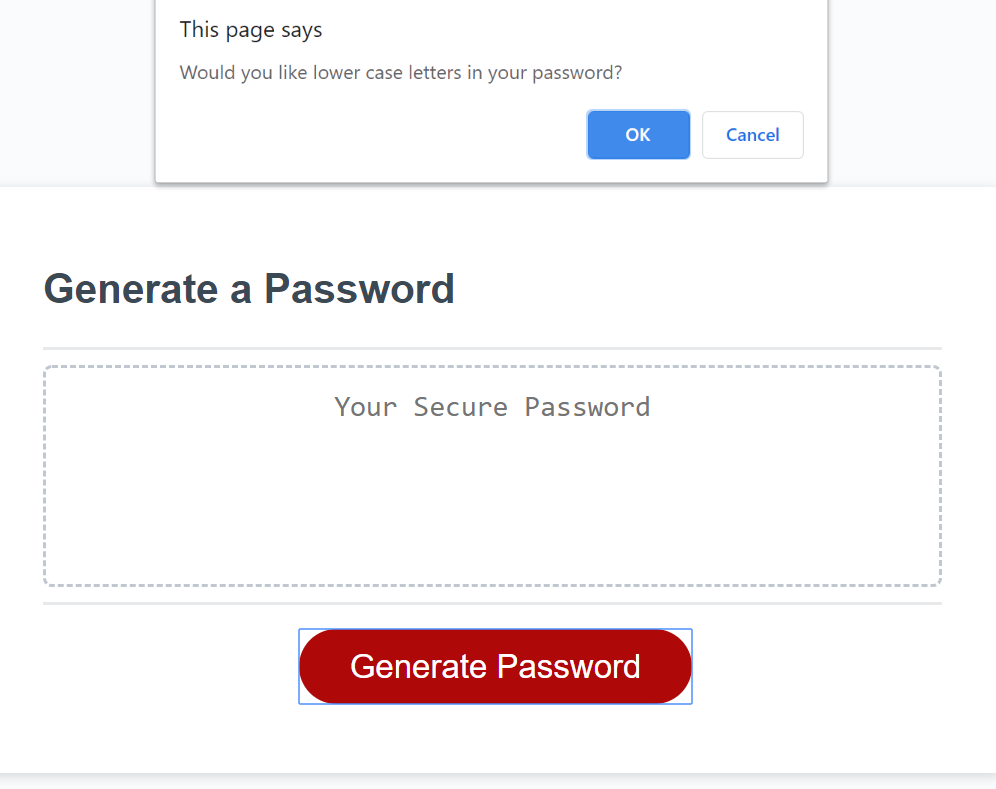 This page says
Would you like lower case letters in your password?
OK Cancel
Generate a Password
Your Secure Password
Generate Password